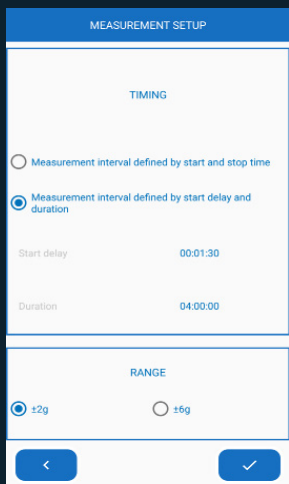 MEASUREMENT SETUP
TIMING
Measurement interval defined by start and stop time
Measurement interval defined by start delay and
duration
Start delay 00:01:30
Duration 04:00:00
RANGE
±2g ±6g